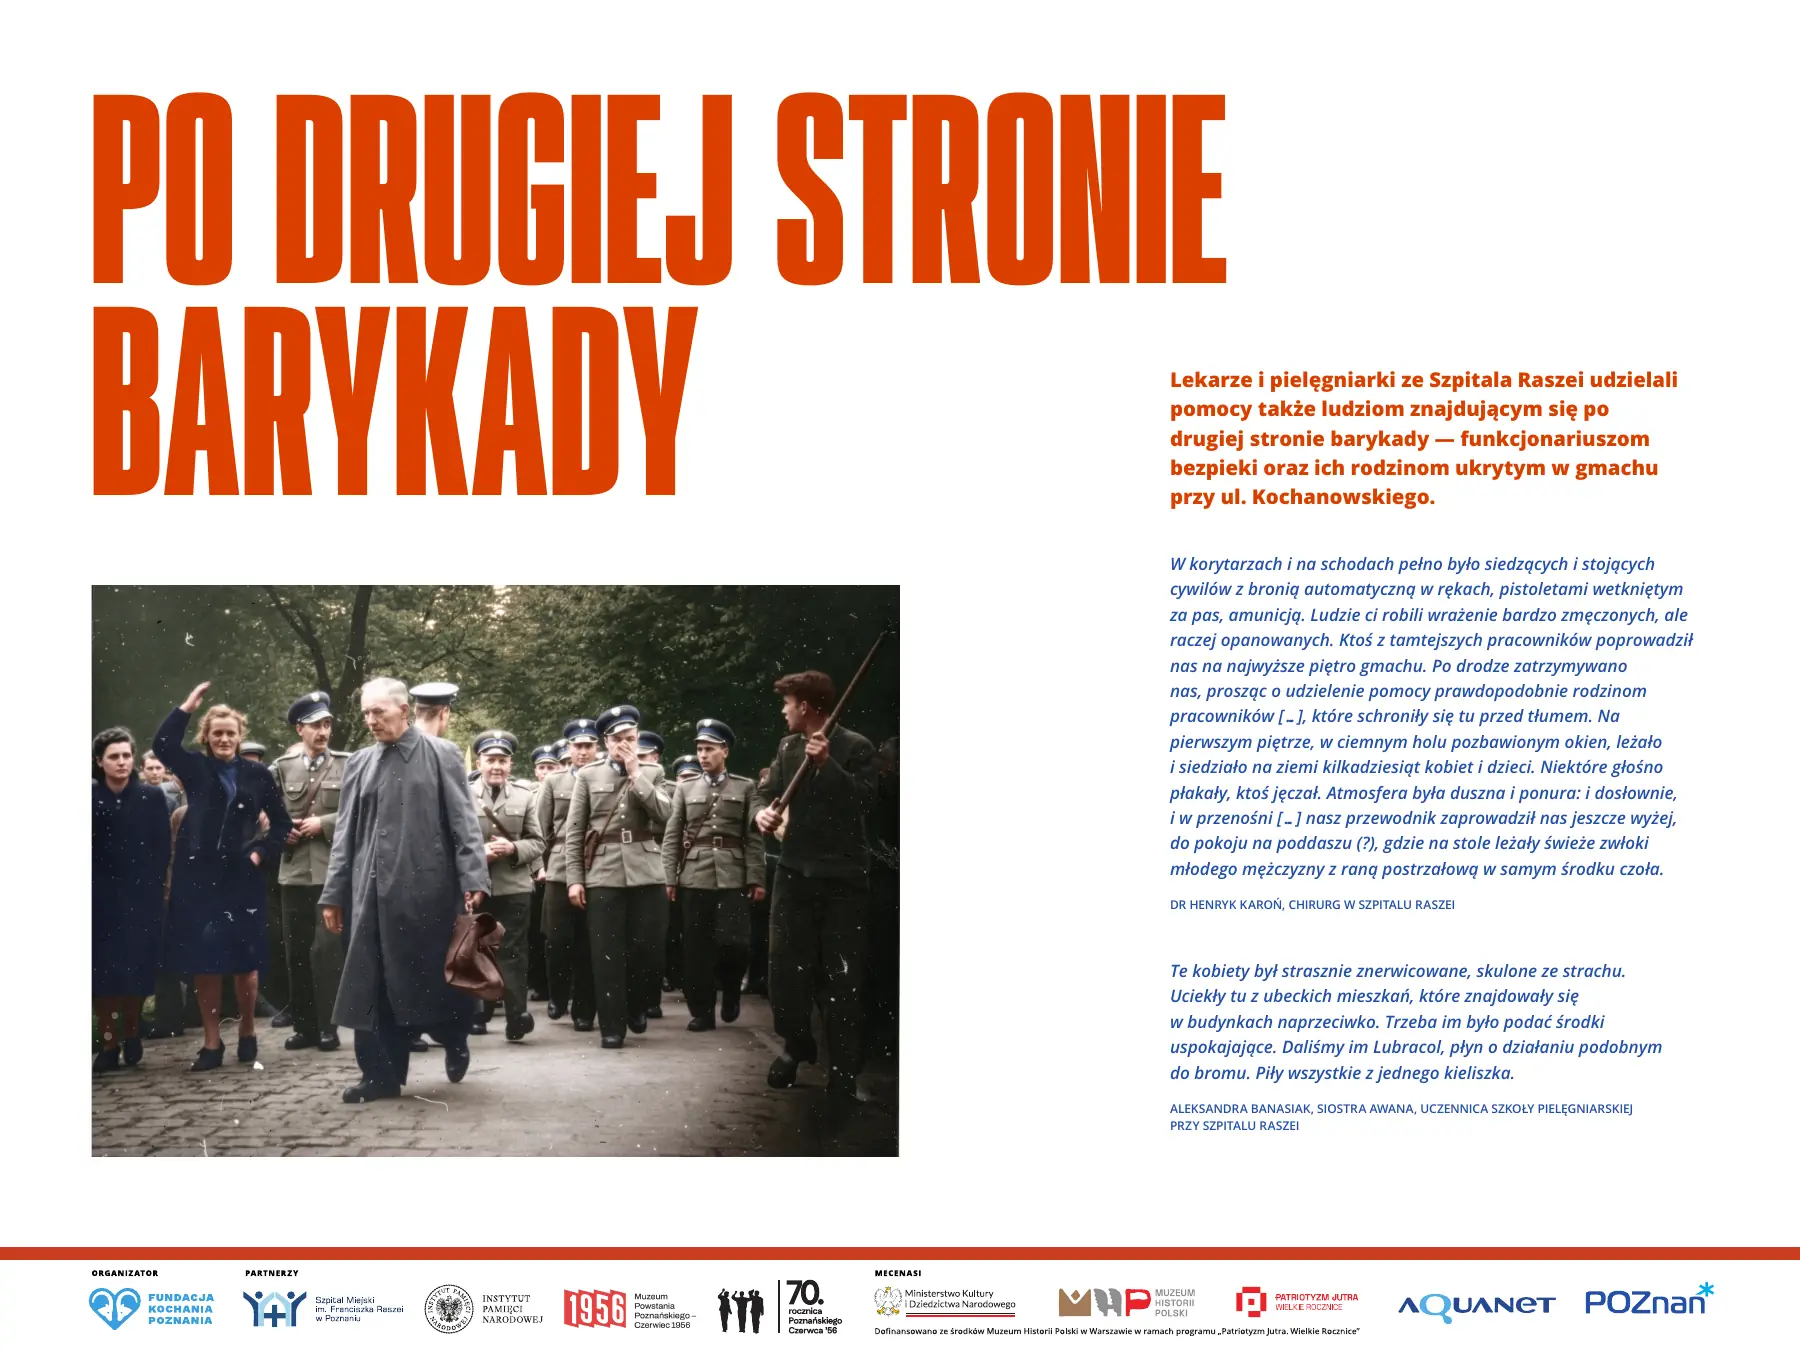 PO DRUGIEJ STRONIE
BARYKADY
Lekarze i pielęgniarki ze Szpitala Raszei udzielali
pomocy także ludziom znajdującym się po
drugiej stronie barykady — funkcjonariuszom
bezpieki oraz ich rodzinom ukrytym w gmachu
przy ul. Kochanowskiego.
W korytarzach i na schodach pełno było siedzących i stojących
cywilów z bronią automatyczną w rękach, pistoletami wetkniętym
za pas, amunicją. Ludzie ci robili wrażenie bardzo zmęczonych, ale
raczej opanowanych. Ktoś z tamtejszych pracowników poprowadził
nas na najwyższe piętro gmachu. Po drodze zatrzymywano
nas, prosząc o udzielenie pomocy prawdopodobnie rodzinom
pracowników [...], które schroniły się tu przed tłumem. Na
pierwszym piętrze, w ciemnym holu pozbawionym okien, leżało
i siedziało na ziemi kilkadziesiąt kobiet i dzieci. Niektóre głośno
płakały, ktoś jęczał. Atmosfera była duszna i ponura: i dosłownie,
i w przenośni [...] nasz przewodnik zaprowadził nas jeszcze wyżej,
do pokoju na poddaszu (?), gdzie na stole leżały świeże zwłoki
młodego mężczyzny z raną postrzałową w samym środku czoła.
DR HENRYK KAROŃ, CHIRURG W SZPITALU RASZEI
Te kobiety był strasznie znerwicowane, skulone ze strachu.
Uciekły tu z ubeckich mieszkań, które znajdowały się
w budynkach naprzeciwko. Trzeba im było podać środki
uspokajające. Daliśmy im Lubracol, płyn o działaniu podobnym
do bromu. Piły wszystkie z jednego kieliszka.
ALEKSANDRA BANASIAK, SIOSTRA AWANA, UCZENNICA SZKOŁY PIELĘGNIARSKIEJ
PRZY SZPITALU RASZEI
ORGANIZATOR
FUNDACJA
KOCHANIA
POZNANIA
PARTNERZY
Szpital Miejski
im. Franciszka Raszei
w Poznaniu
INSTYTUT PAMIĘCI NARODOWEJ
INSTYTUT
PAMIĘCI
NARODOWEJ
1956
Muzeum
Powstania
Poznańskiego –
Czerwiec 1956
70.
rocznica
Poznańskiego
Czerwca '56
MECENASI
Ministerstwo Kultury
i Dziedzictwa Narodowego
MHP
MUZEUM
HISTORII
POLSKI
PATRIOTYZM JUTRA
WIELKIE ROCZNICE
AQUANET
POZnan*
Dofinansowano ze środków Muzeum Historii Polski w Warszawie w ramach programu „Patriotyzm Jutra. Wielkie Rocznice”